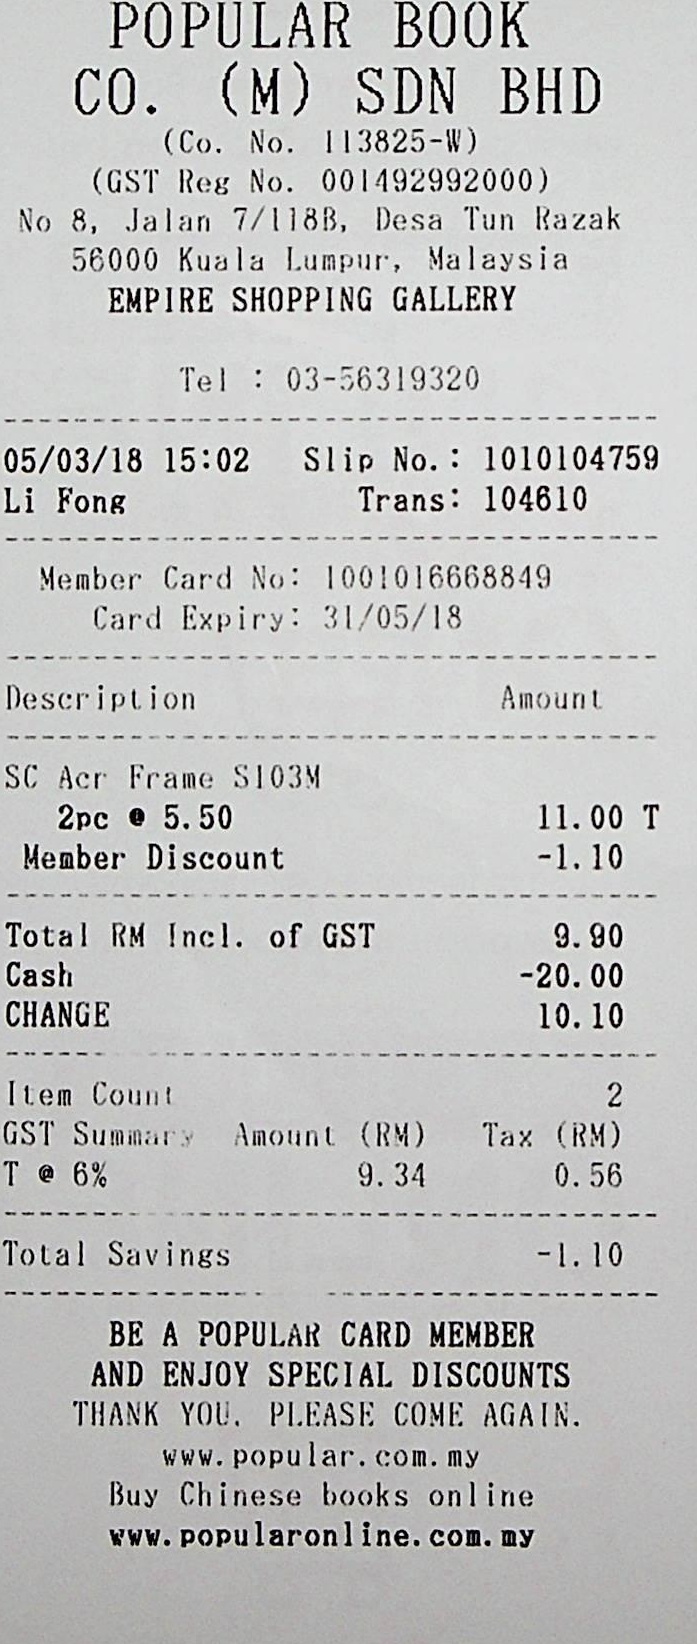 POPULAR BOOK
CO. (M) SDN BHD
(Co. No. 113825-W)
(GST Reg No. 001492992000)
No 8, Jalan 7/118B, Desa Tun Razak
56000 Kuala Lumpur, Malaysia
EMPIRE SHOPPING GALLERY
Tel : 03-56319320
05/03/18 15:02 Slip No.: 1010104759
Li Fong Trans: 104610
Member Card No: 1001016668849
Card Expiry: 31/05/18
Description Amount
SC Acr Frame S103M
2pc @ 5.50 11.00 T
Member Discount -1.10
Total RM Incl. of GST 9.90
Cash -20.00
CHANGE 10.10
Item Count 2
GST Summary Amount (RM) Tax (RM)
T @ 6% 9.34 0.56
Total Savings -1.10
BE A POPULAR CARD MEMBER
AND ENJOY SPECIAL DISCOUNTS
THANK YOU. PLEASE COME AGAIN.
www.popular.com.my
Buy Chinese books online
www.popularonline.com.my